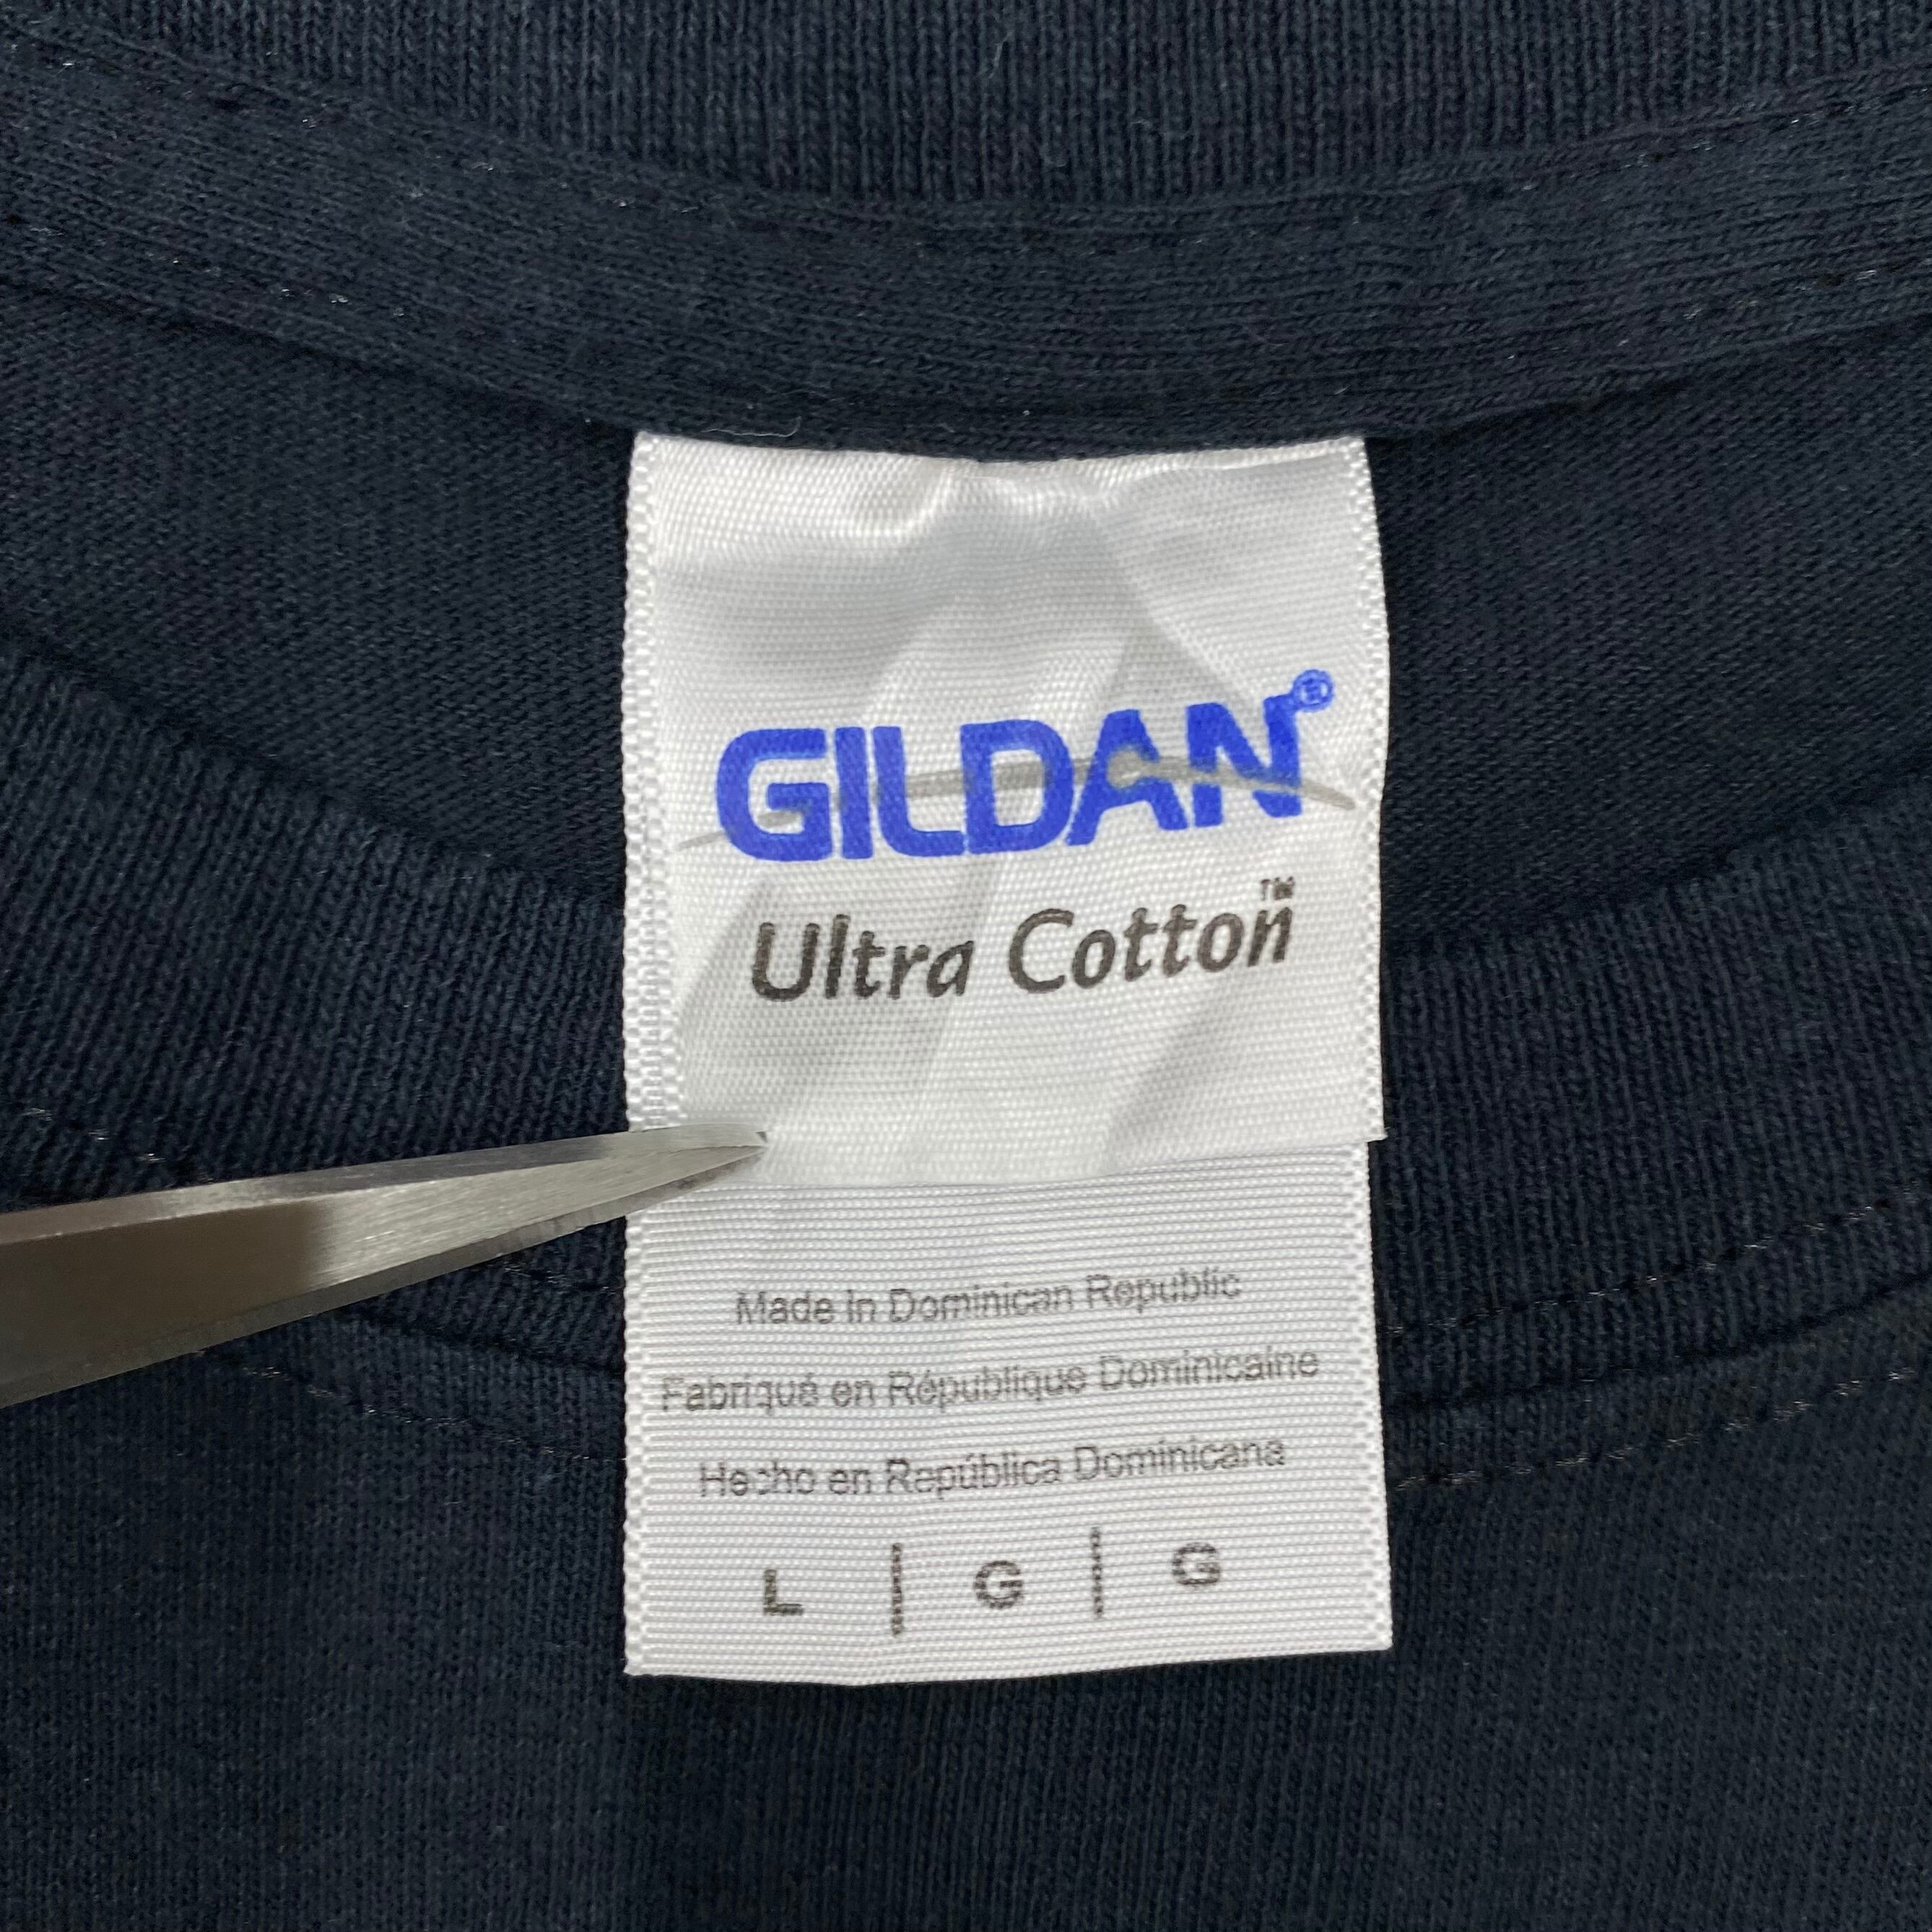 GILDAN®
Ultra Cotton™
Made in Dominican Republic
Fabriqué en République Dominicaine
Hecho en República Dominicana
L | G | G